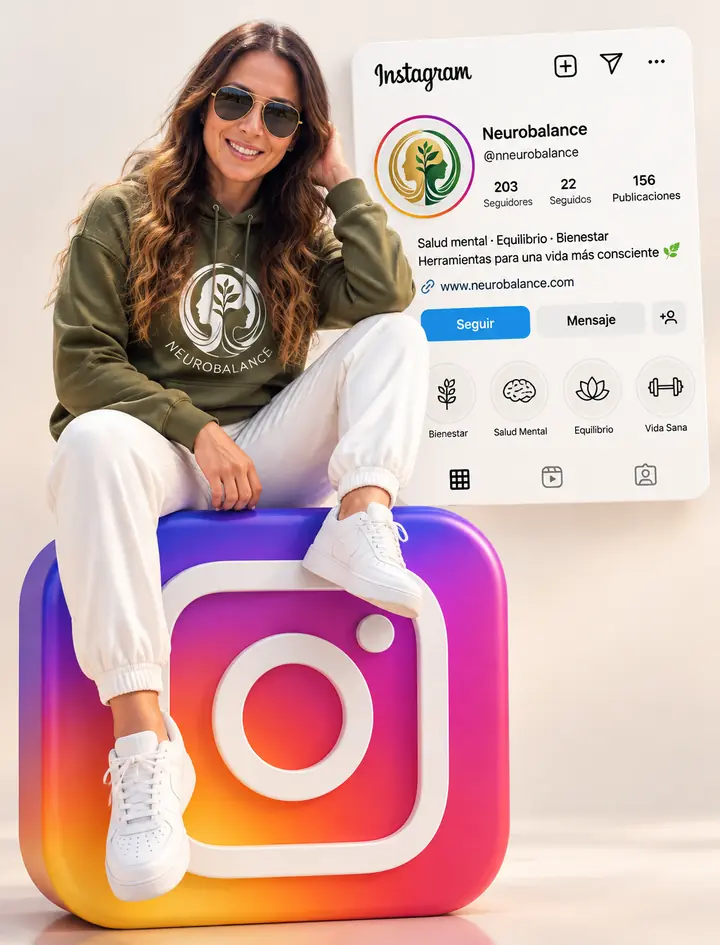 Instagram
Neurobalance
@nneurobalance
203 22 156
Seguidores Seguidos Publicaciones
Salud mental · Equilibrio · Bienestar
Herramientas para una vida más consciente 🌿
www.neurobalance.com
Seguir Mensaje
Bienestar Salud Mental Equilibrio Vida Sana
NEUROBALANCE